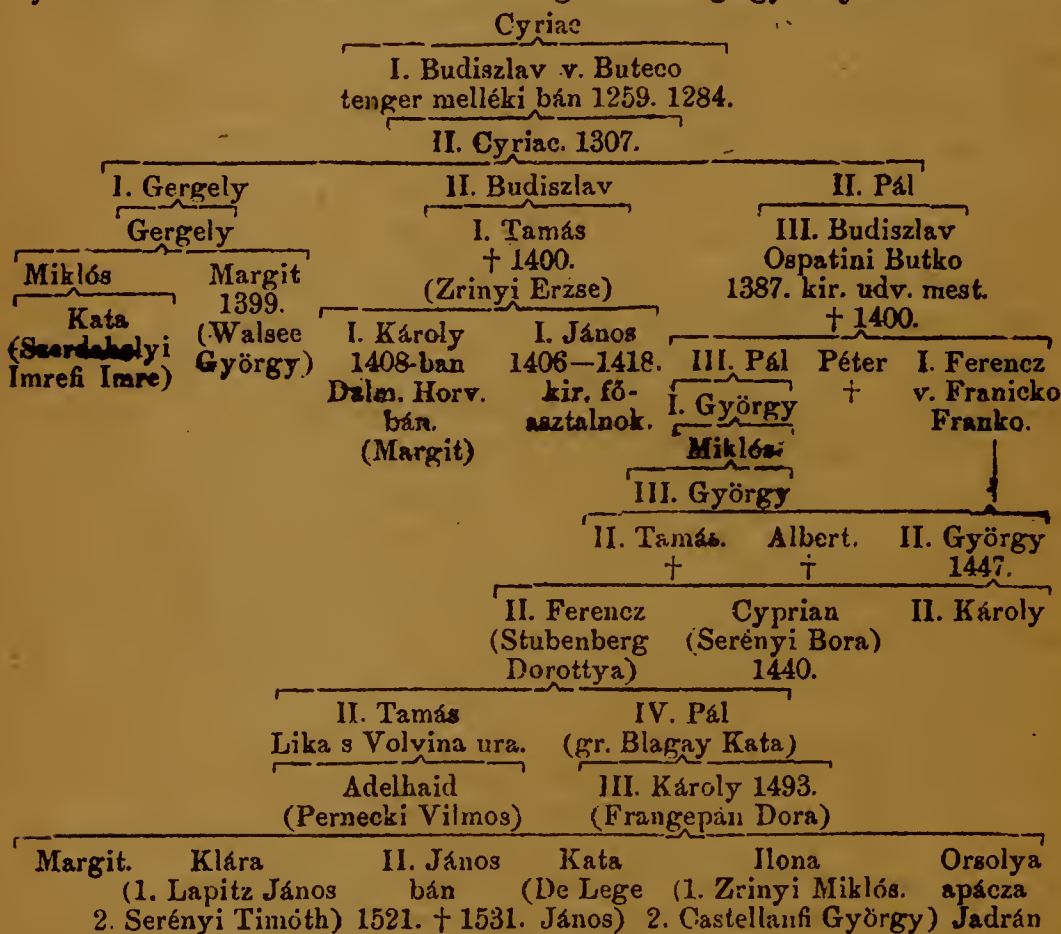 Cyriac
I. Budiszlav v. Buteco
tenger melléki bán 1259. 1284.
II. Cyriac. 1307.
I. Gergely II. Budiszlav II. Pál
Gergely I. Tamás III. Budiszlav
† 1400. Ospatini Butko
Miklós Margit (Zrinyi Erzse) 1387. kir. udv. mest.
1399. † 1400.
Kata (Walsee I. Károly I. János
(Szerdahelyi György) 1408-ban 1406—1418. III. Pál Péter I. Ferencz
Imrefi Imre) Dalm. Horv. kir. fő- † v. Franicko
bán. asztalnok. I. György Franko.
(Margit) Miklós.
III. György
II. Tamás. Albert. II. György
† † 1447.
II. Ferencz Cyprian II. Károly
(Stubenberg (Serényi Bora)
Dorottya) 1440.
II. Tamás IV. Pál
Lika s Volvina ura. (gr. Blagay Kata)
Adelhaid III. Károly 1493.
(Pernecki Vilmos) (Frangepán Dora)
Margit. Klára II. János Kata Ilona Orsolya
(1. Lapitz János bán (De Lege (1. Zrinyi Miklós. apácza
2. Serényi Timóth) 1521. † 1531. János) 2. Castellanfi György) Jadrán